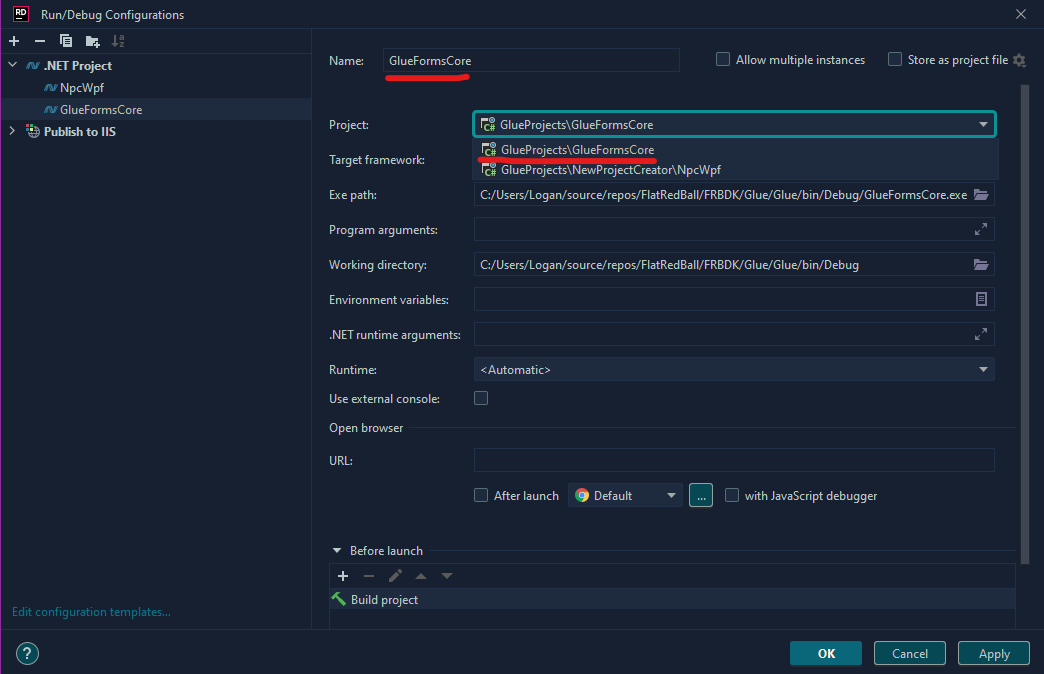 RD Run/Debug Configurations
.NET Project
NpcWpf
GlueFormsCore
Publish to IIS
Edit configuration templates...
Name: GlueFormsCore
Allow multiple instances
Store as project file
Project: C# GlueProjects\GlueFormsCore
C# GlueProjects\GlueFormsCore
Target framework:
C# GlueProjects\NewProjectCreator\NpcWpf
Exe path: C:/Users/Logan/source/repos/FlatRedBall/FRBDK/Glue/Glue/bin/Debug/GlueFormsCore.exe
Program arguments:
Working directory: C:/Users/Logan/source/repos/FlatRedBall/FRBDK/Glue/Glue/bin/Debug
Environment variables:
.NET runtime arguments:
Runtime: <Automatic>
Use external console:
Open browser
URL:
After launch Default ... with JavaScript debugger
Before launch
Build project
? OK Cancel Apply